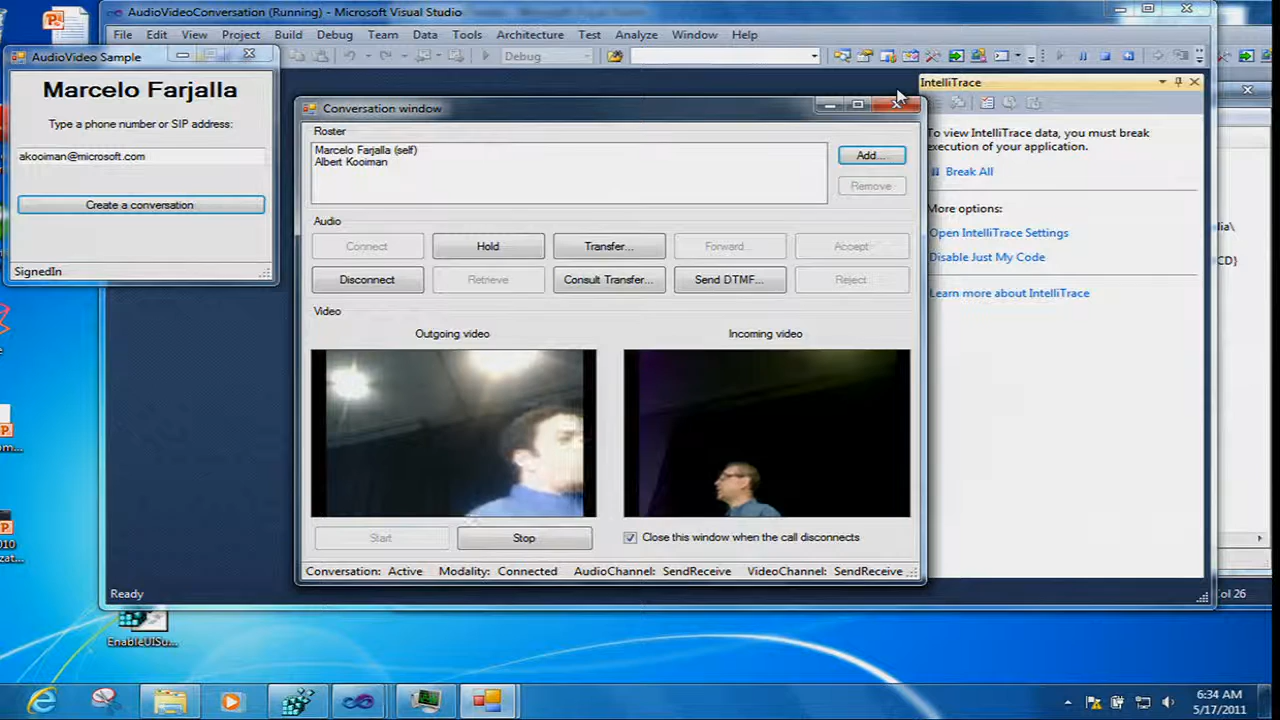 AudioVideoConversation (Running) - Microsoft Visual Studio
File Edit View Project Build Debug Team Data Tools Architecture Test Analyze Window Help
Debug
AudioVideo Sample
Marcelo Farjalla
Type a phone number or SIP address:
akooiman@microsoft.com
Create a conversation
SignedIn
Conversation window
Roster
Marcelo Farjalla (self)
Albert Kooiman
Add...
Remove
Audio
Connect Hold Transfer... Forward... Accept
Disconnect Retrieve Consult Transfer... Send DTMF... Reject
Video
Outgoing video Incoming video
Start Stop
Close this window when the call disconnects
Conversation: Active Modality: Connected AudioChannel: SendReceive VideoChannel: SendReceive
IntelliTrace
To view IntelliTrace data, you must break
execution of your application.
Break All
More options:
Open IntelliTrace Settings
Disable Just My Code
Learn more about IntelliTrace
Ready
Col 26
EnableUISu...
6:34 AM
5/17/2011